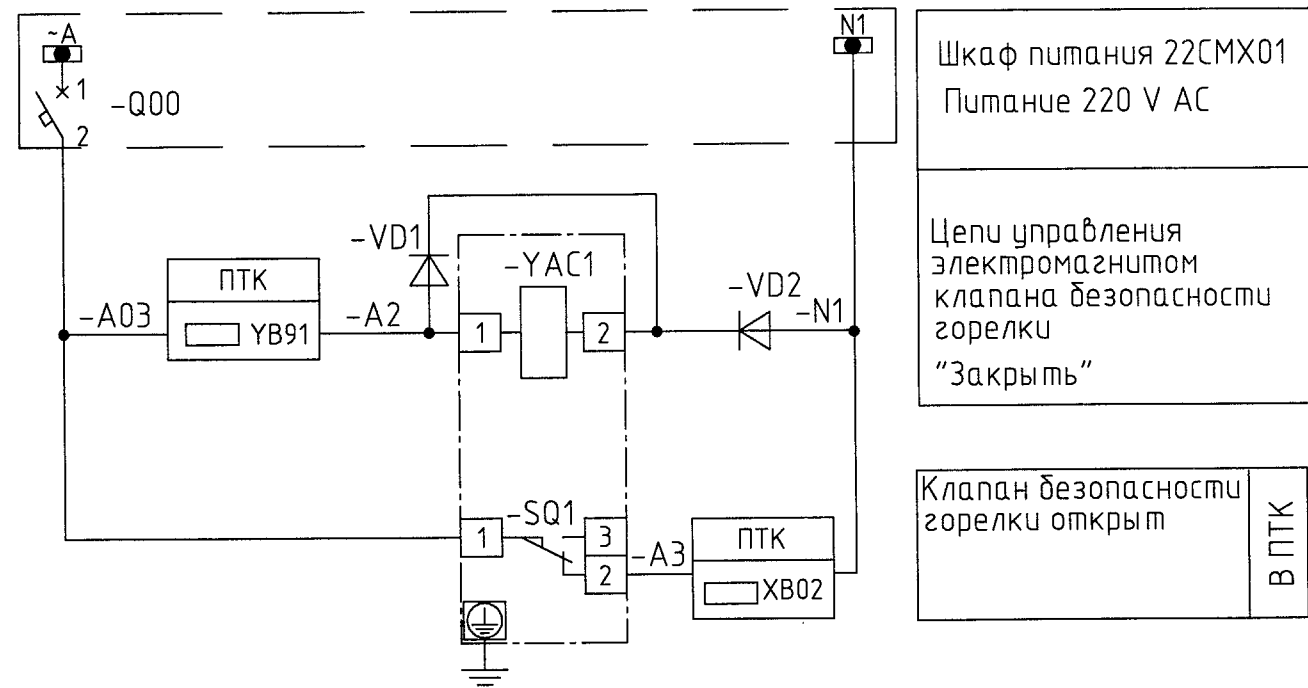 ~A
N1
1
-Q00
2
Шкаф питания 22СМХ01
Питание 220 V AC
-VD1
-YAC1
ПТК
-VD2
-A03
YB91
-A2
1
2
-N1
Цепи управления
электромагнитом
клапана безопасности
горелки
"Закрыть"
-SQ1
1
3
2
-A3
ПТК
XB02
Клапан безопасности
горелки открыт
В ПТК